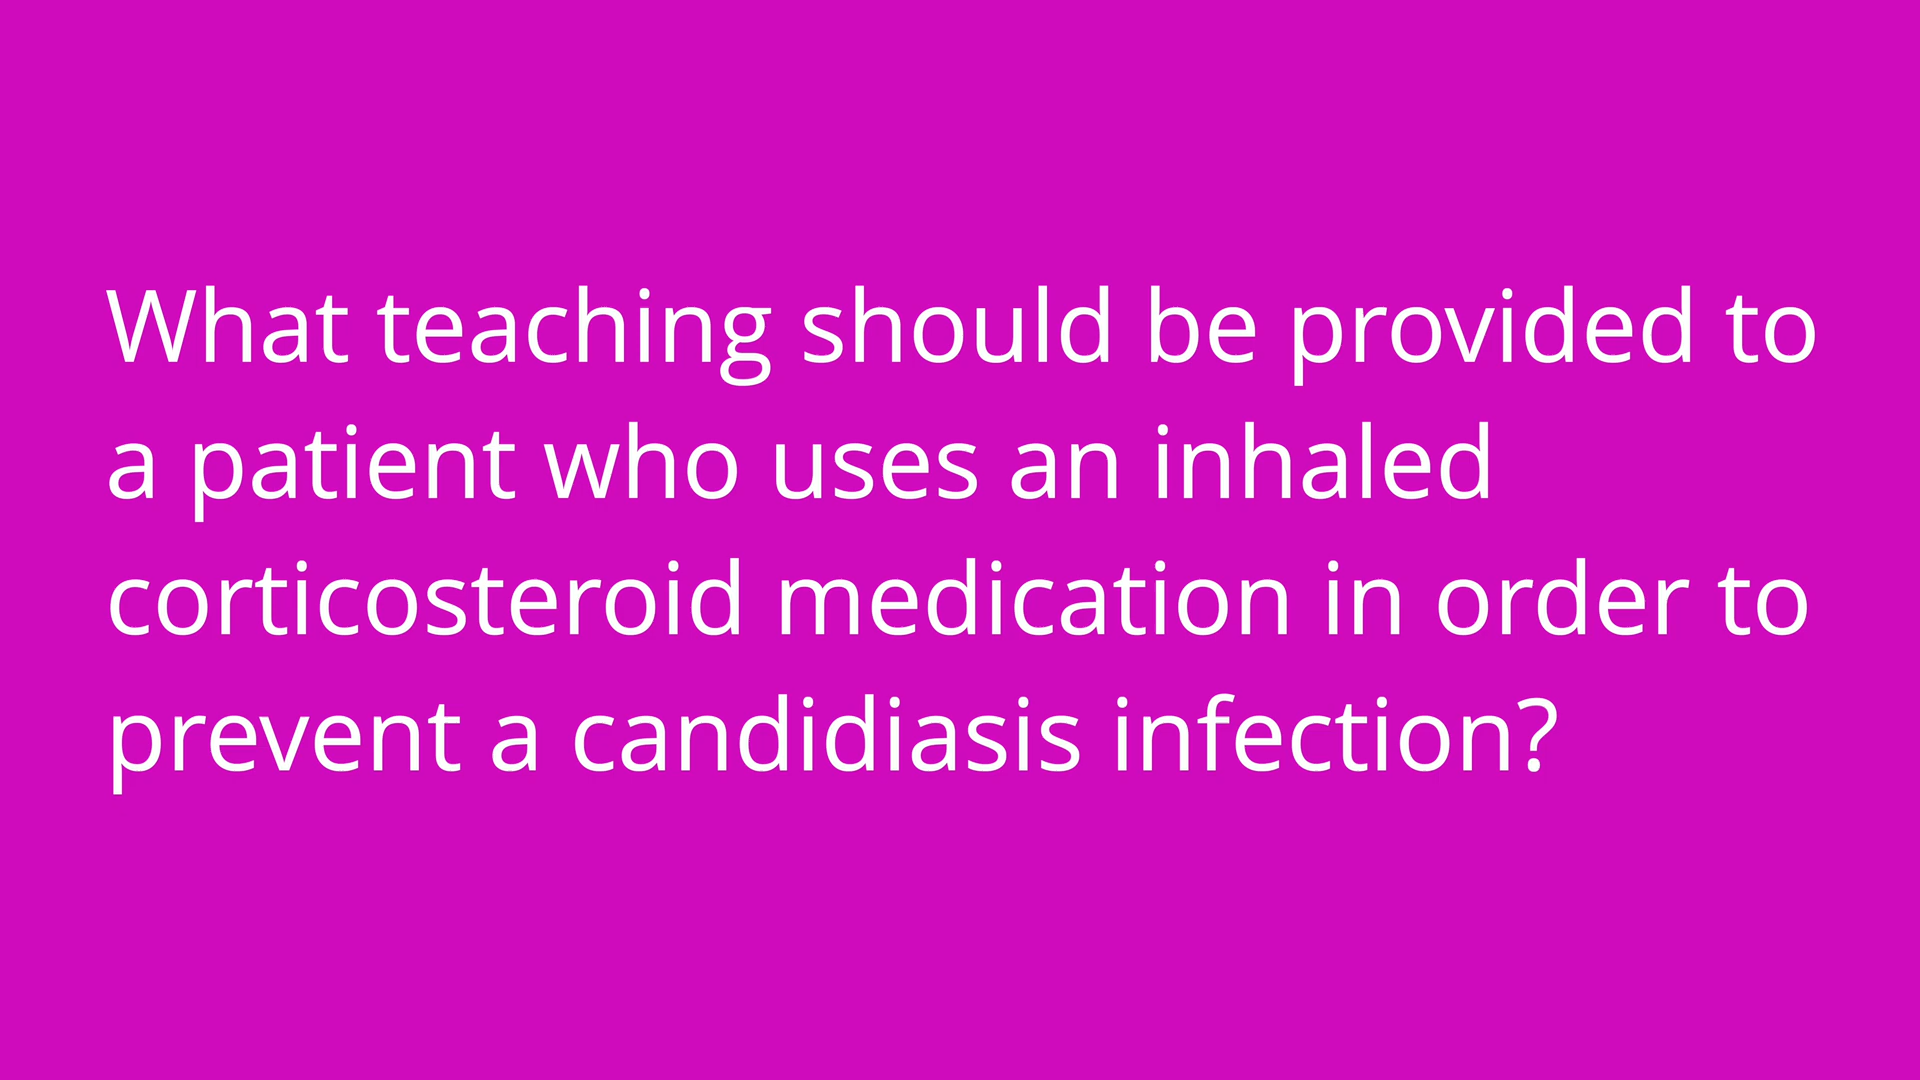 What teaching should be provided to
a patient who uses an inhaled
corticosteroid medication in order to
prevent a candidiasis infection?